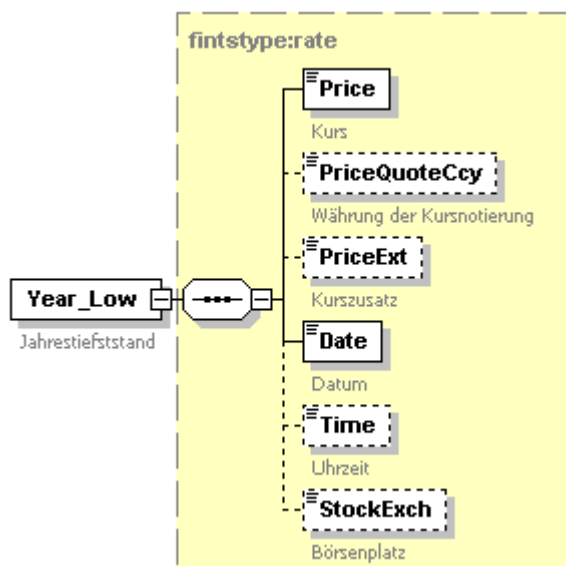 fintstype:rate
Price
Kurs
PriceQuoteCcy
Währung der Kursnotierung
PriceExt
Kurszusatz
Year_Low
Jahrestiefststand
Date
Datum
Time
Uhrzeit
StockExch
Börsenplatz